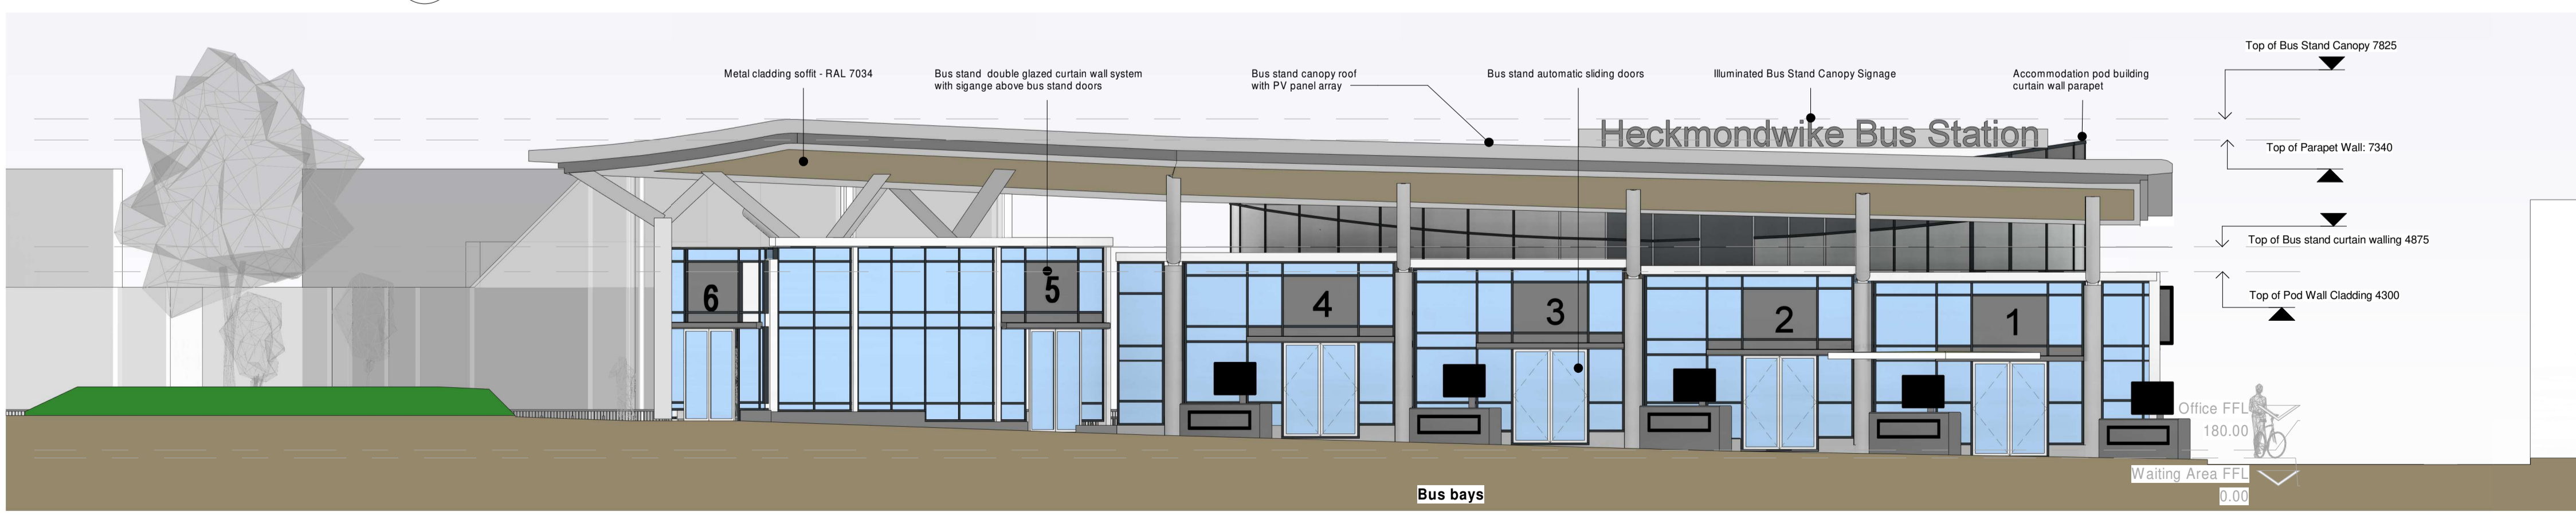 Top of Bus Stand Canopy 7825
Metal cladding soffit - RAL 7034
Bus stand  double glazed curtain wall system
with sigange above bus stand doors
Bus stand canopy roof
with PV panel array
Bus stand automatic sliding doors
Illuminated Bus Stand Canopy Signage
Accommodation pod building
curtain wall parapet
Heckmondwike Bus Station
Top of Parapet Wall: 7340
Top of Bus stand curtain walling 4875
Top of Pod Wall Cladding 4300
6
5
4
3
2
1
Office FFL
180.00
Waiting Area FFL
0.00
Bus bays